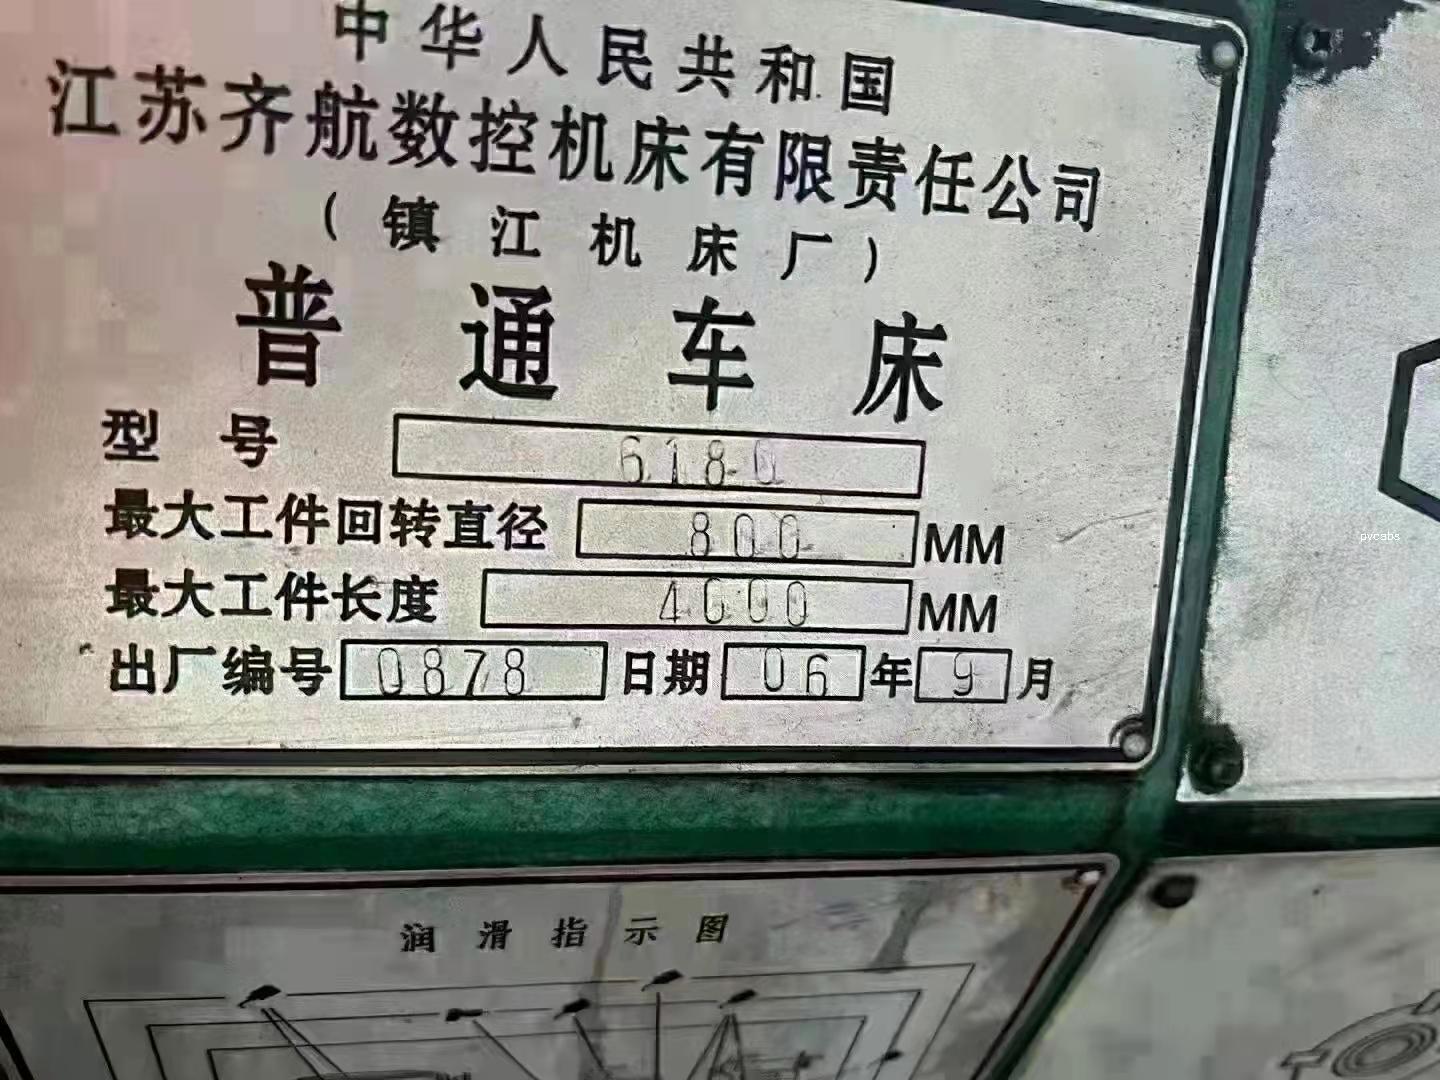 中华人民共和国
江苏齐航数控机床有限责任公司
（镇江机床厂）
普通车床
型号 6180
最大工件回转直径 800 MM
最大工件长度 4000 MM
出厂编号 0878 日期 06 年 9 月
pvcabs
润滑指示图